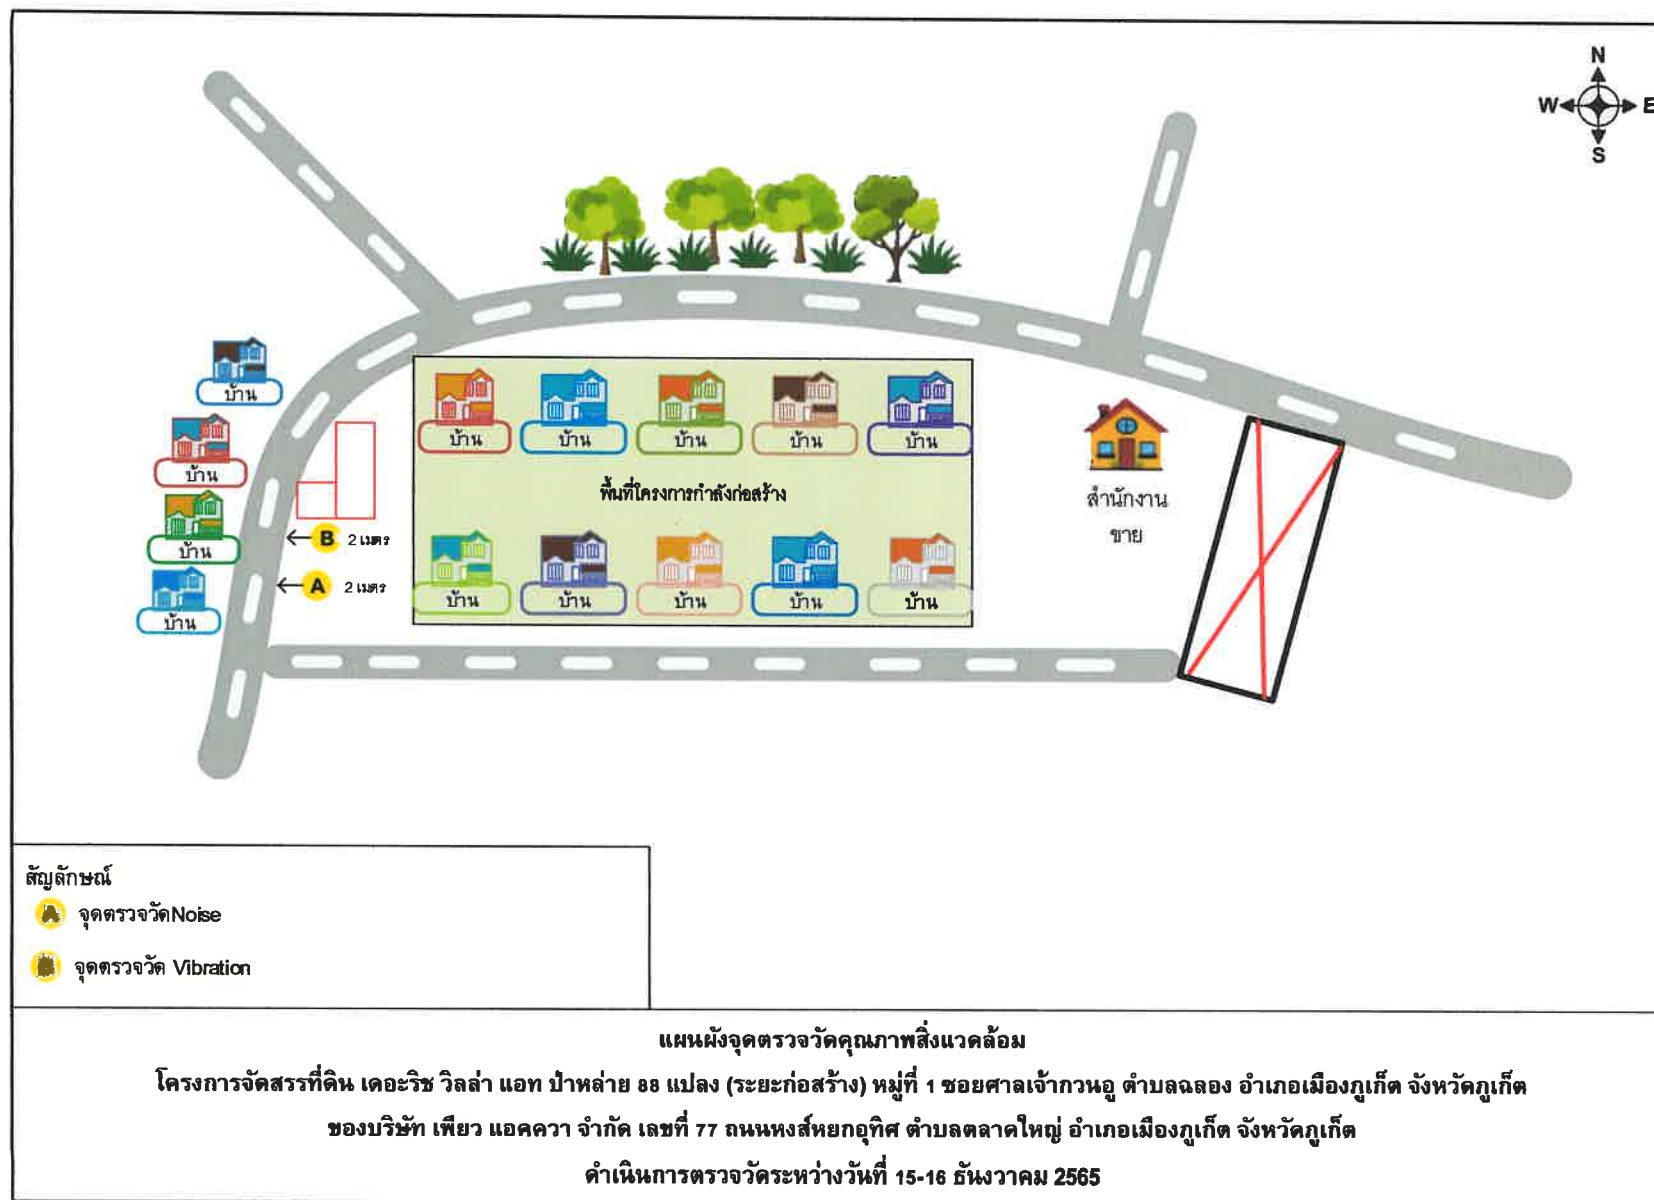 N
W E
S
บ้าน
บ้าน
บ้าน
บ้าน
บ้าน บ้าน บ้าน บ้าน บ้าน
พื้นที่โครงการกำลังก่อสร้าง
สำนักงาน
ขาย
B 2 เมตร
A 2 เมตร
บ้าน บ้าน บ้าน บ้าน บ้าน
สัญลักษณ์
A จุดตรวจวัดNoise
B จุดตรวจวัด Vibration
แผนผังจุดตรวจวัดคุณภาพสิ่งแวดล้อม
โครงการจัดสรรที่ดิน เดอะริช วิลล่า แอท ป่าหล่าย 88 แปลง (ระยะก่อสร้าง) หมู่ที่ 1 ซอยศาลเจ้ากวนอู ตำบลฉลอง อำเภอเมืองภูเก็ต จังหวัดภูเก็ต
ของบริษัท เพียว แอคควา จำกัด เลขที่ 77 ถนนหงส์หยกอุทิศ ตำบลตลาดใหญ่ อำเภอเมืองภูเก็ต จังหวัดภูเก็ต
ดำเนินการตรวจวัดระหว่างวันที่ 15-16 ธันงวาคม 2565